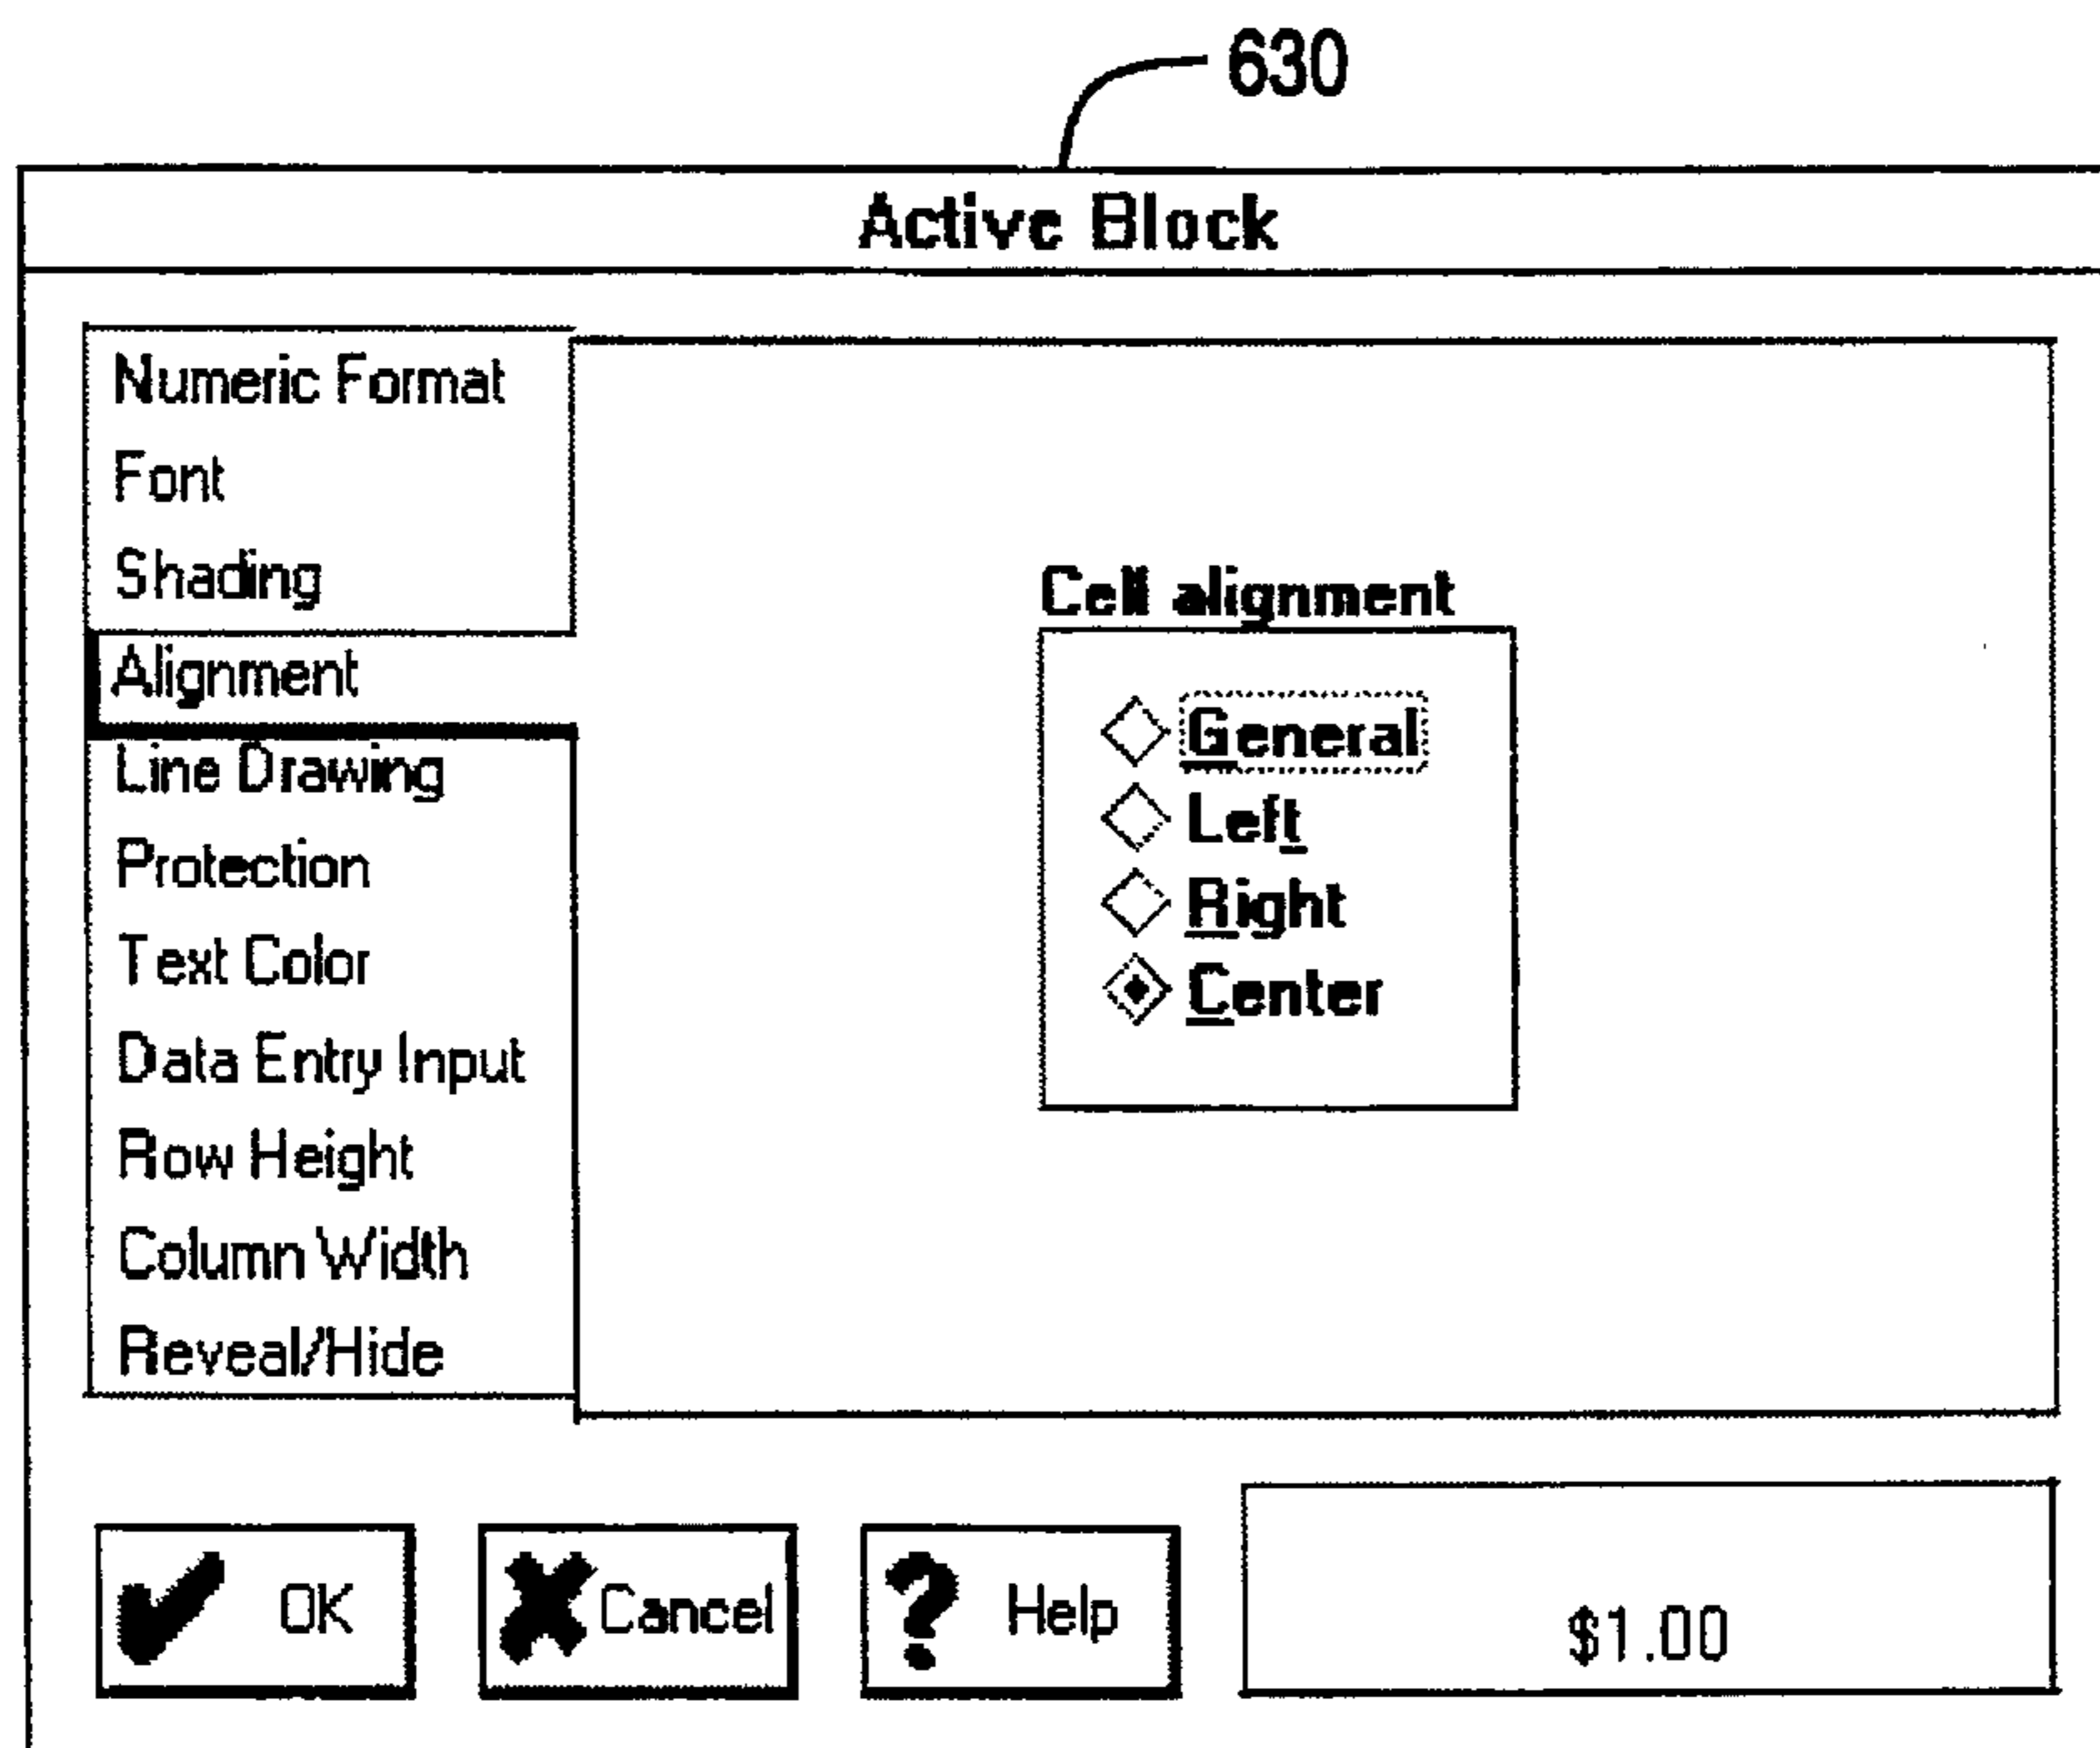 630
Active Block
Numeric Format
Font
Shading
Alignment
Line Drawing
Protection
Text Color
Data Entry Input
Row Height
Column Width
Reveal/Hide
Cell alignment
General
Left
Right
Center
OK
Cancel
Help
$1.00